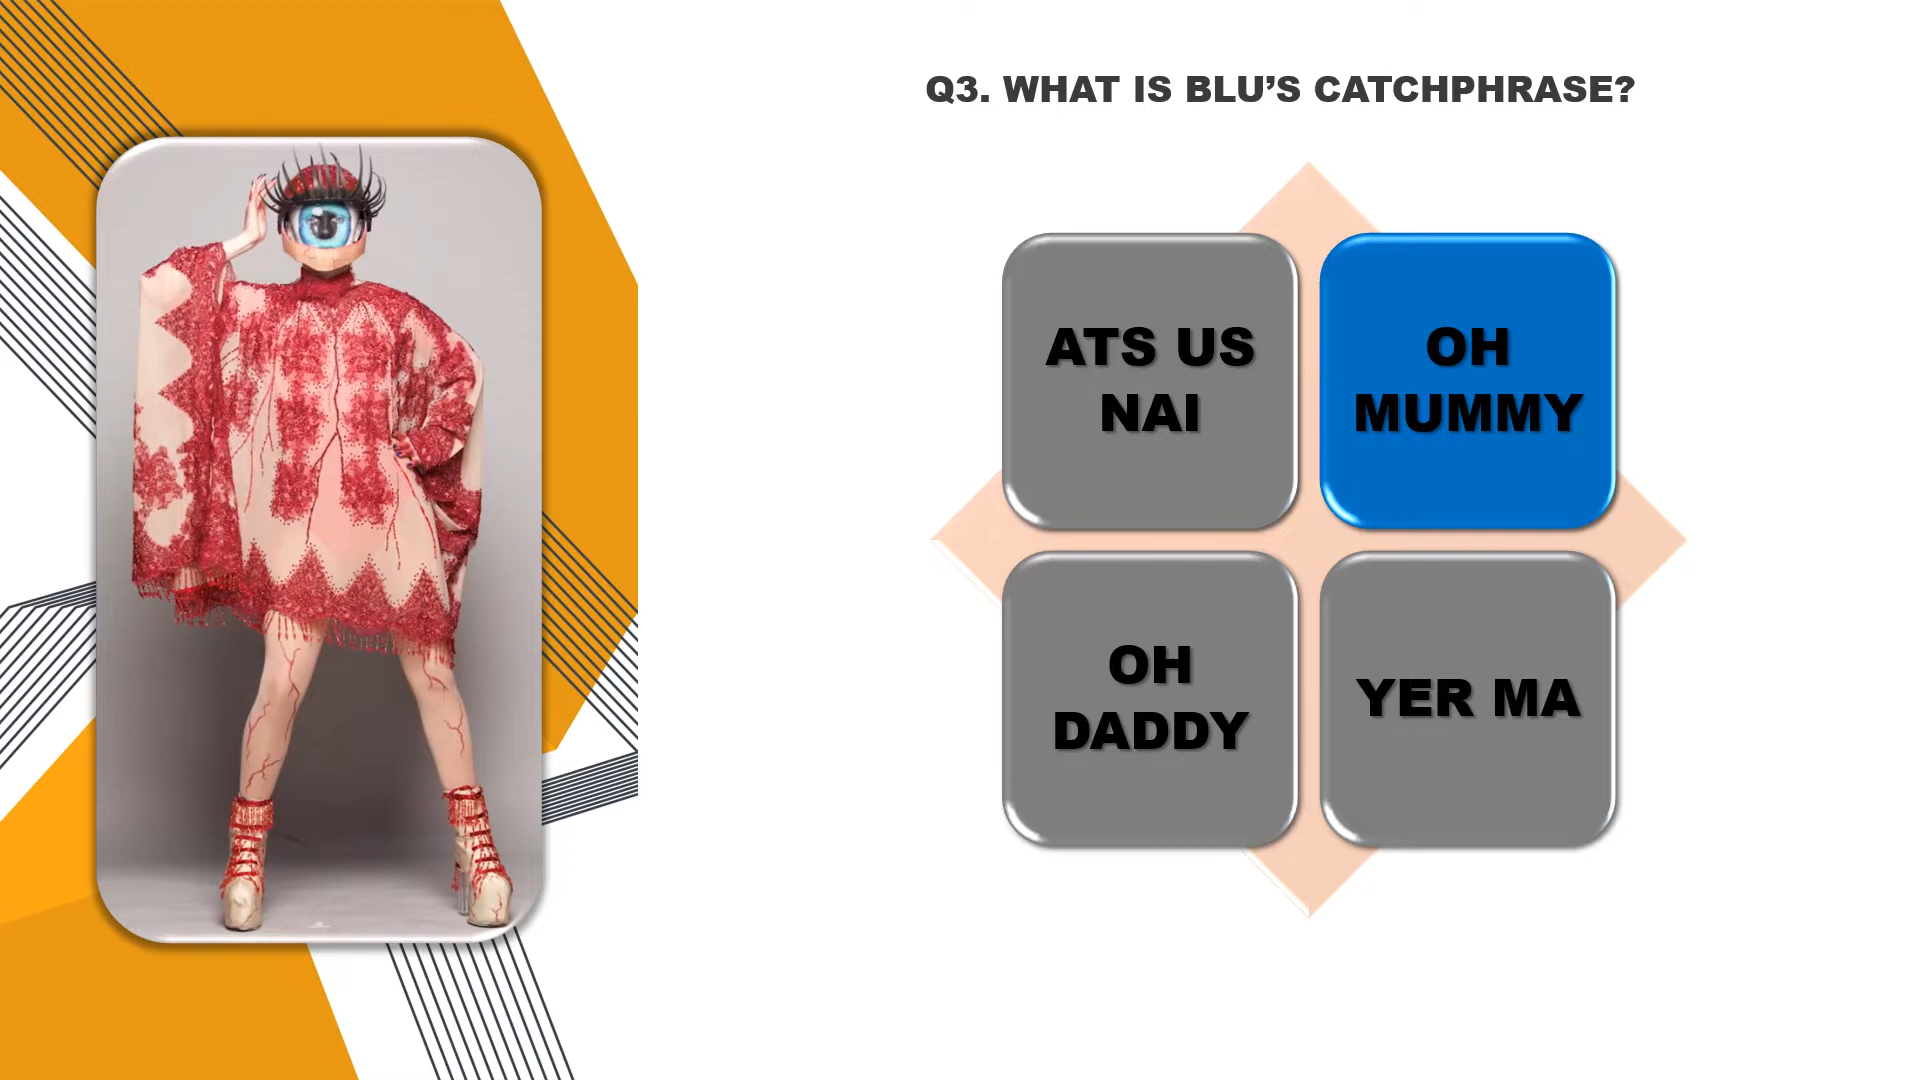 Q3. WHAT IS BLU’S CATCHPHRASE?
ATS US
NAI
OH
MUMMY
OH
DADDY
YER MA